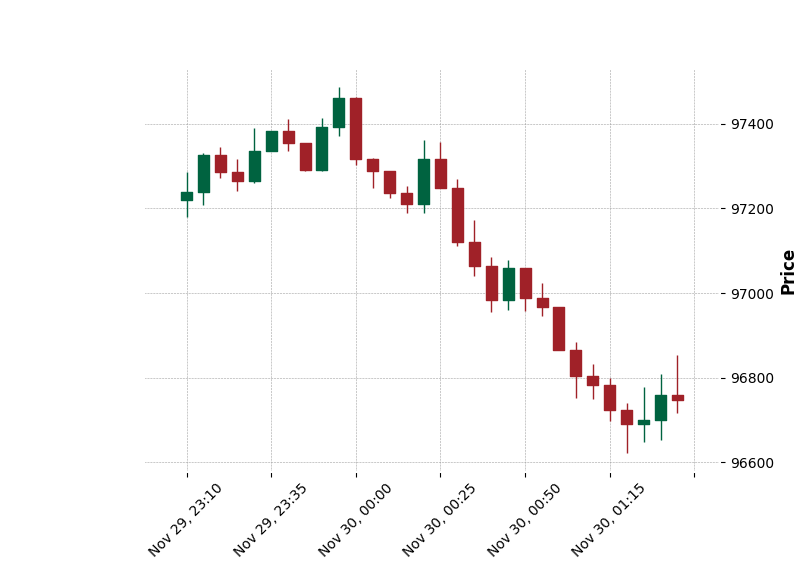 97400
97200
97000
96800
96600
Price
Nov 29, 23:10
Nov 29, 23:35
Nov 30, 00:00
Nov 30, 00:25
Nov 30, 00:50
Nov 30, 01:15